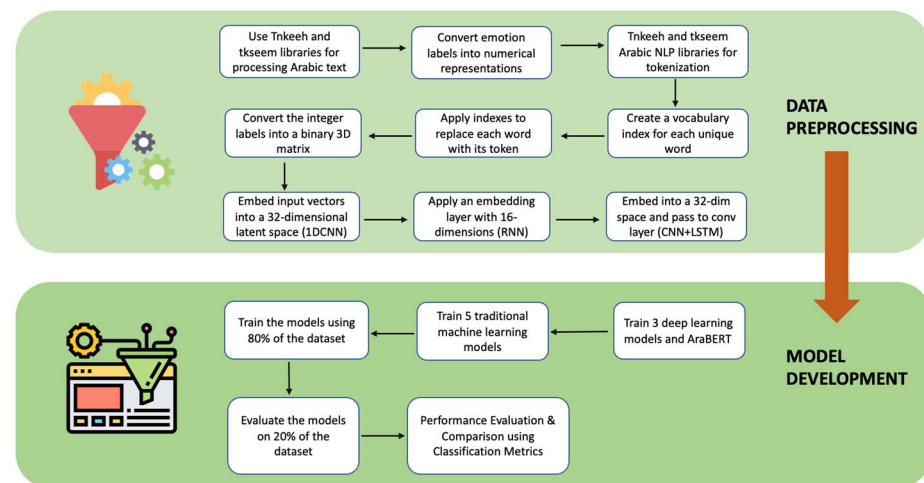 Use Tnkeeh and
tkseem libraries for
processing Arabic text
Convert emotion
labels into numerical
representations
Tnkeeh and tkseem
Arabic NLP libraries for
tokenization
Convert the integer
labels into a binary 3D
matrix
Apply indexes to
replace each word
with its token
Create a vocabulary
index for each unique
word
DATA
PREPROCESSING
Embed input vectors
into a 32-dimensional
latent space (1DCNN)
Apply an embedding
layer with 16-
dimensions (RNN)
Embed into a 32-dim
space and pass to conv
layer (CNN+LSTM)
Train the models using
80% of the dataset
Train 5 traditional
machine learning
models
Train 3 deep learning
models and AraBERT
MODEL
DEVELOPMENT
Evaluate the models
on 20% of the
dataset
Performance Evaluation &
Comparison using
Classification Metrics